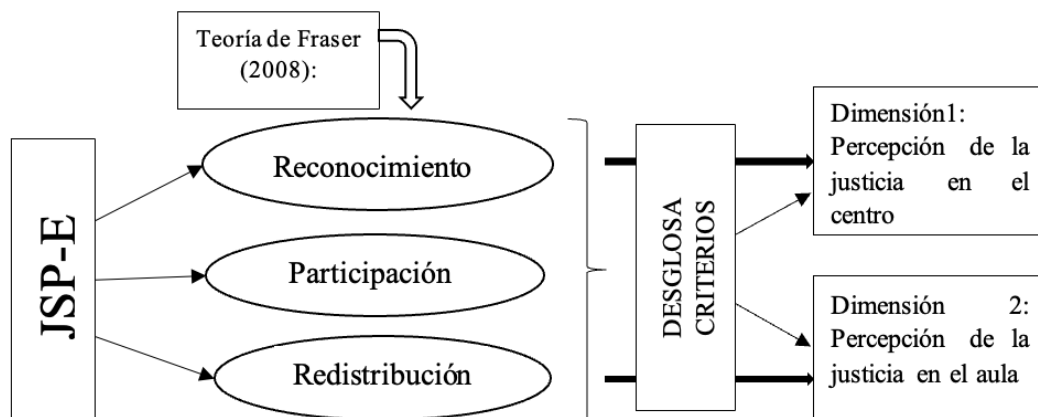 Teoría de Fraser
(2008):
JSP-E
Reconocimiento
Participación
Redistribución
DESGLOSA
CRITERIOS
Dimensión1:
Percepción de la
justicia en el
centro
Dimensión 2:
Percepción de la
justicia en el aula